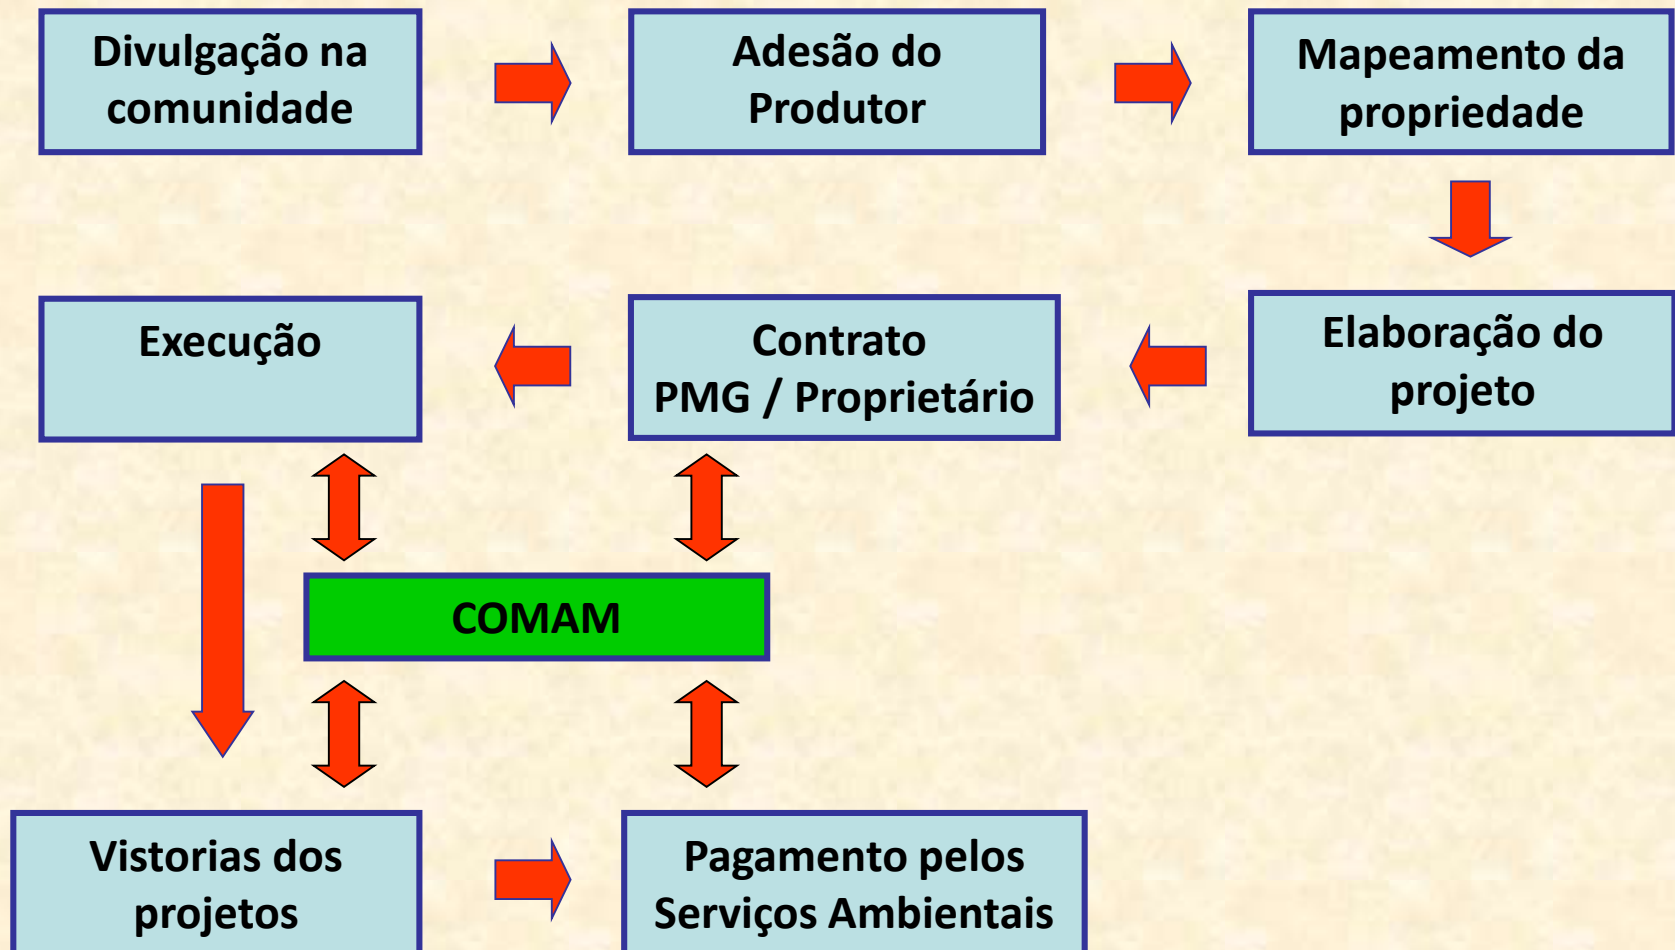 Divulgação na
comunidade
Adesão do
Produtor
Mapeamento da
propriedade
Execução
Contrato
PMG / Proprietário
Elaboração do
projeto
COMAM
Vistorias dos
projetos
Pagamento pelos
Serviços Ambientais